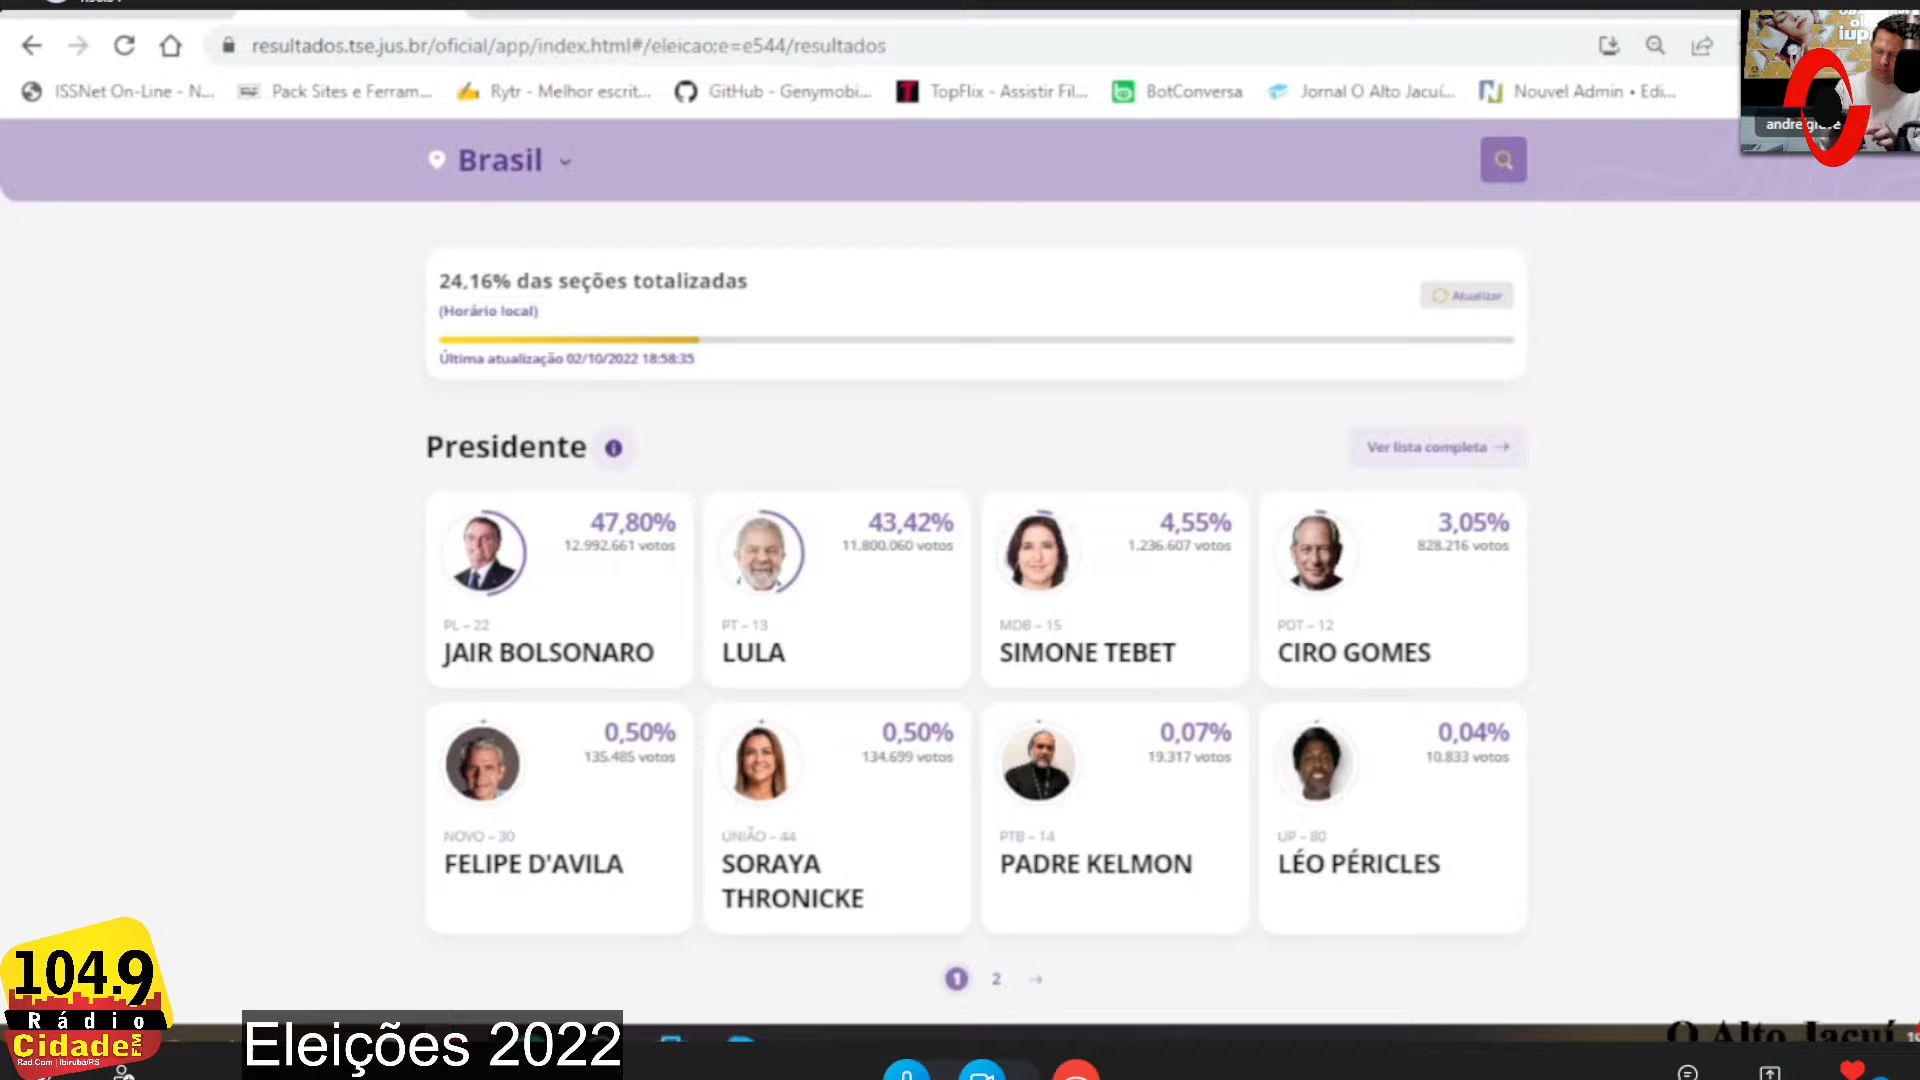 resultados.tse.jus.br/oficial/app/index.html#/eleicao:e=e544/resultados
ISSNet On-Line - N...
Pack Sites e Ferram...
Rytr - Melhor escrit...
GitHub - Genymobi...
TopFlix - Assistir Fil...
BotConversa
Jornal O Alto Jacuí...
Nouvel Admin • Edi...
Brasil
24,16% das seções totalizadas
(Horário local)
Atualizar
Última atualização 02/10/2022 18:58:35
Presidente
Ver lista completa →
47,80%
12.992.661 votos
PL – 22
JAIR BOLSONARO
43,42%
11.800.060 votos
PT – 13
LULA
4,55%
1.236.607 votos
MDB – 15
SIMONE TEBET
3,05%
828.216 votos
PDT – 12
CIRO GOMES
0,50%
135.485 votos
NOVO – 30
FELIPE D'AVILA
0,50%
134.699 votos
UNIÃO – 44
SORAYA
THRONICKE
0,07%
19.317 votos
PTB – 14
PADRE KELMON
0,04%
10.833 votos
UP – 80
LÉO PÉRICLES
1 2 →
104.9
Rádio
Cidade FM
Rad.Com | Ibirubá/RS
Eleições 2022
O Alto Jacuí